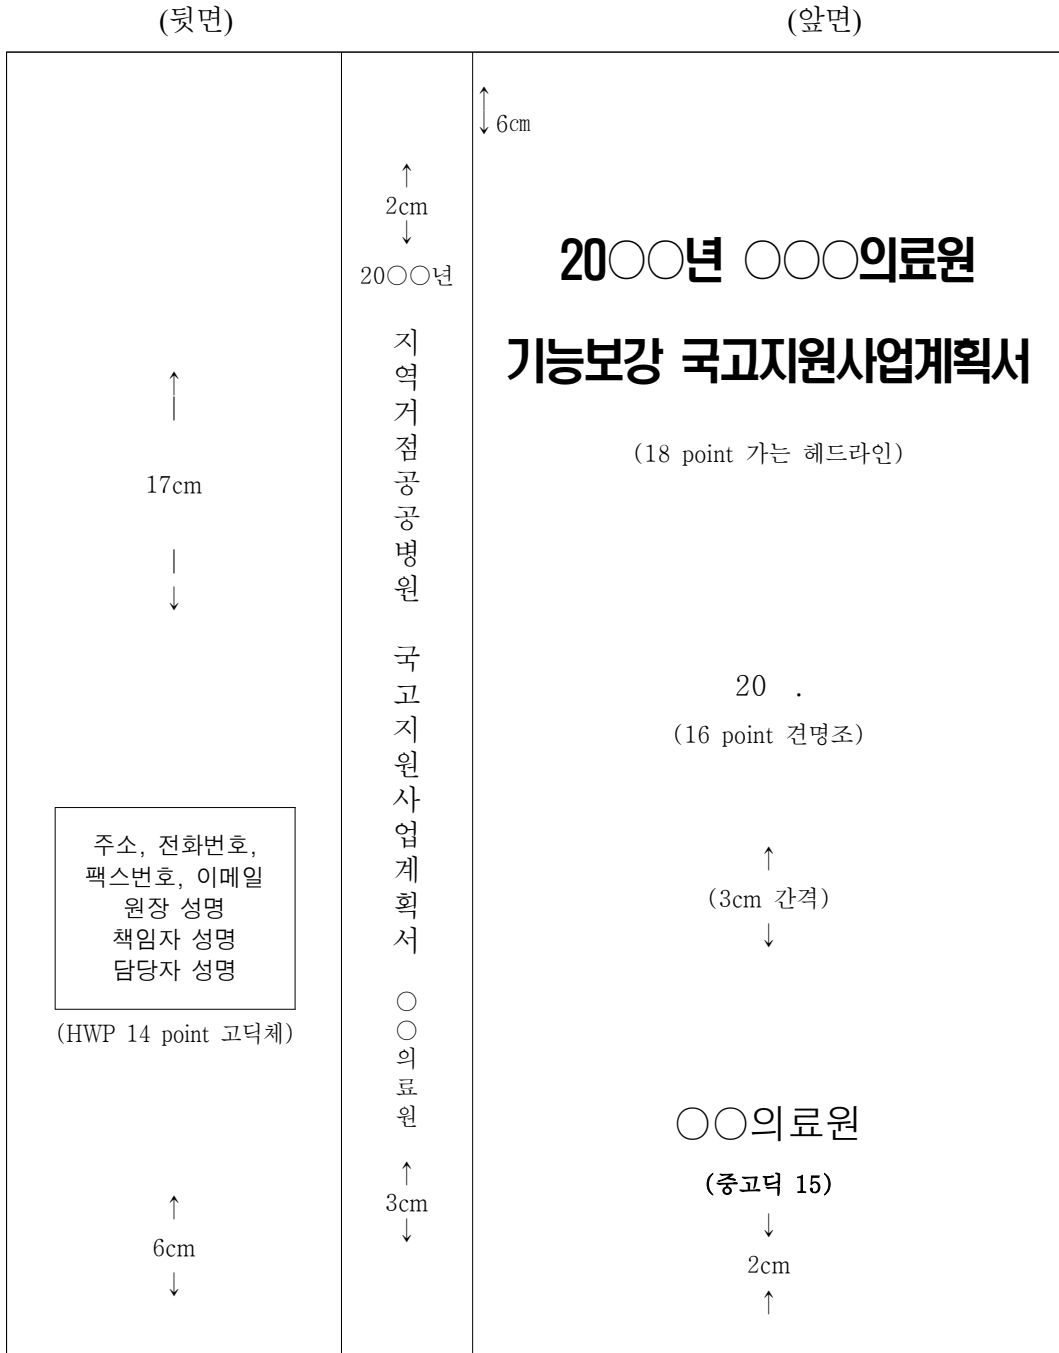 (뒷면)
(앞면)
↑
|
17cm
|
↓
주소, 전화번호,
팩스번호, 이메일
원장 성명
책임자 성명
담당자 성명
(HWP 14 point 고딕체)
↑
6cm
↓
↑
2cm
↓
20○○년
지역거점공공병원 국고지원사업계획서 ○○의료원
↑
3cm
↓
6㎝
20○○년 ○○○의료원
기능보강 국고지원사업계획서
(18 point 가는 헤드라인)
20 .
(16 point 견명조)
↑
(3cm 간격)
↓
○○의료원
(중고딕 15)
↓
2cm
↑